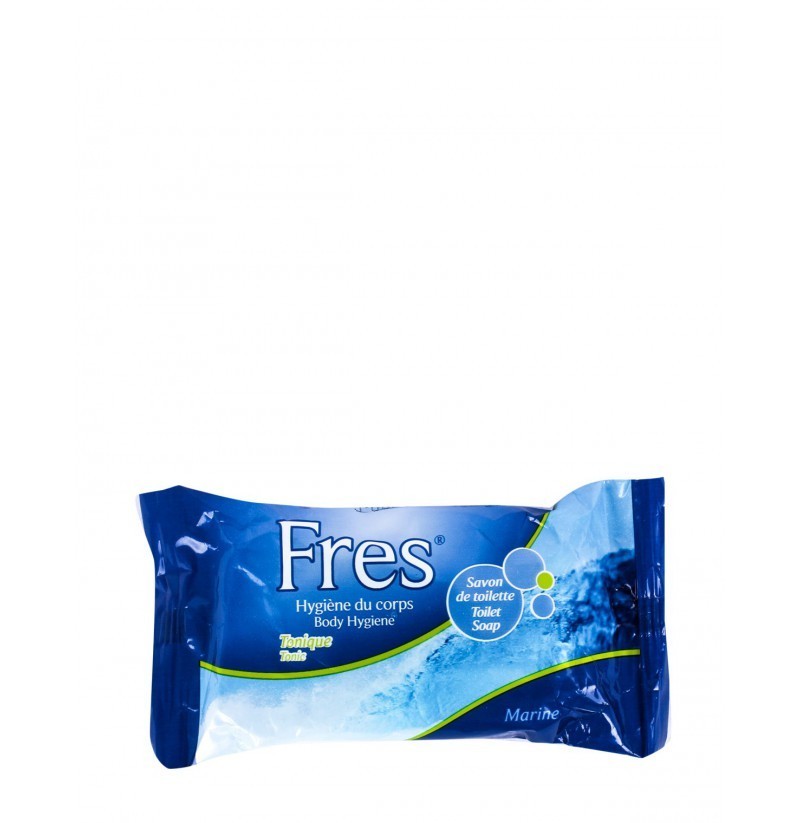 Fres®
Hygiène du corps
Body Hygiene
Tonique
Tonic
Savon
de toilette
Toilet
Soap
Marine